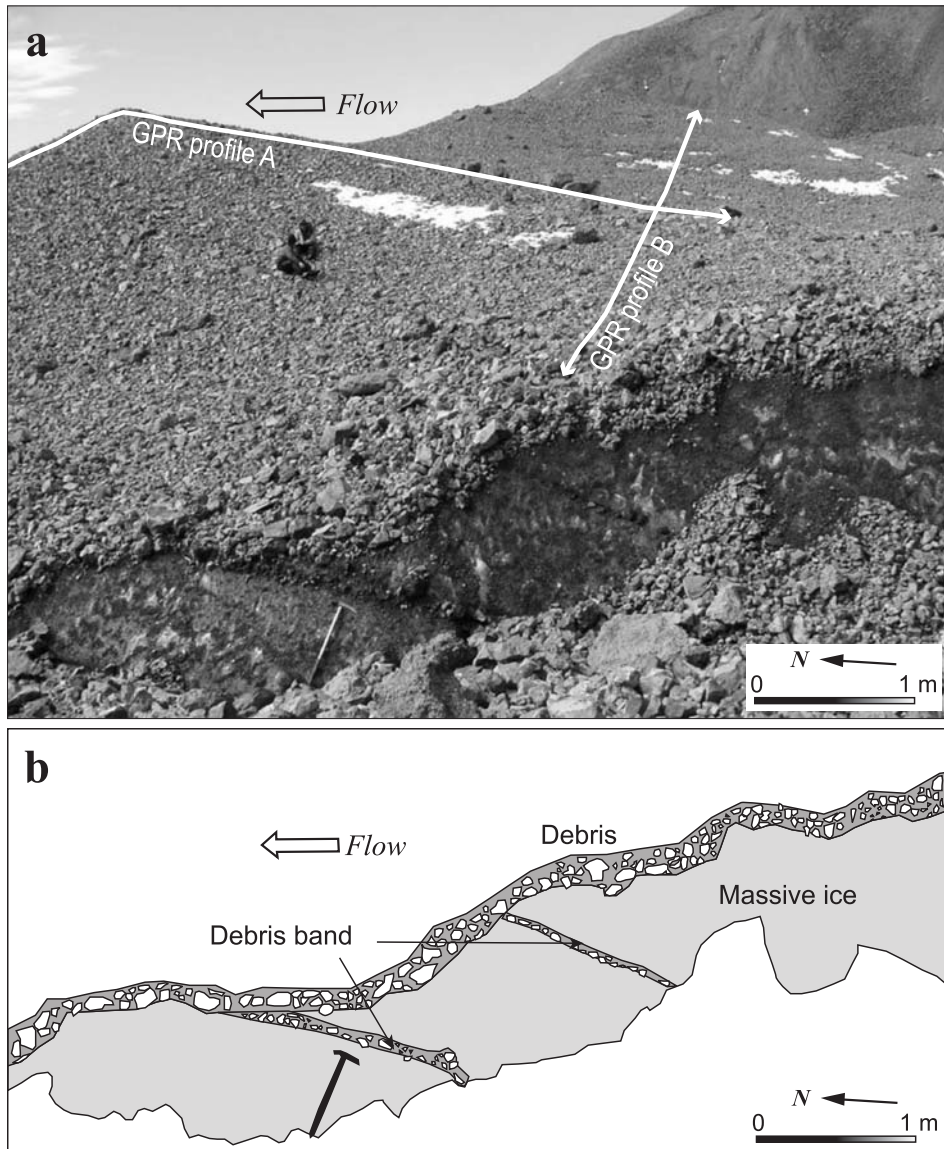 a
Flow
GPR profile A
GPR profile B
N
0 1 m
b
Flow
Debris
Massive ice
Debris band
N
0 1 m